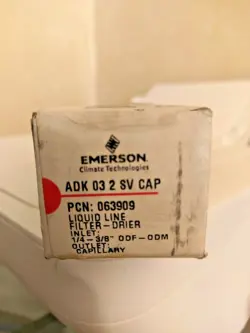 EMERSON
Climate Technologies
ADK 03 2 SV CAP
PCN: 063909
LIQUID LINE
FILTER-DRIER
INLET:
1/4-3/8" ODF-ODM
OUTLET:
CAPILLARY